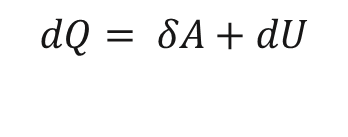 dQ = δA + dU